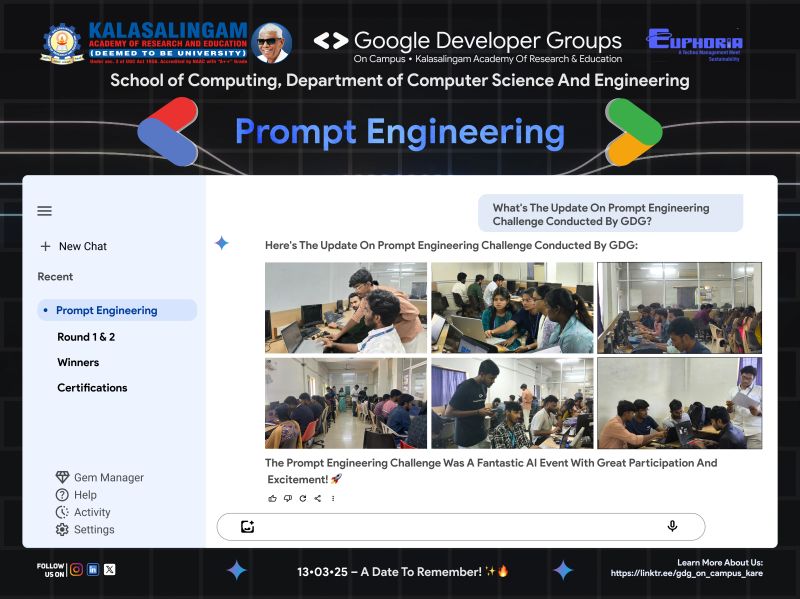 KALASALINGAM
ACADEMY OF RESEARCH AND EDUCATION
(DEEMED TO BE UNIVERSITY)
Under sec. 3 of UGC Act 1956. Accredited by NAAC with "A++" Grade
Google Developer Groups
On Campus • Kalasalingam Academy Of Research & Education
EUPHORIA
A Techno Management Meet
Sustainability
School of Computing, Department of Computer Science And Engineering
Prompt Engineering
New Chat
Recent
Prompt Engineering
Round 1 & 2
Winners
Certifications
Gem Manager
Help
Activity
Settings
What's The Update On Prompt Engineering
Challenge Conducted By GDG?
Here's The Update On Prompt Engineering Challenge Conducted By GDG:
The Prompt Engineering Challenge Was A Fantastic AI Event With Great Participation And
Excitement! 🚀
FOLLOW
US ON
13•03•25 – A Date To Remember! ✨🔥
Learn More About Us:
https://linktr.ee/gdg_on_campus_kare